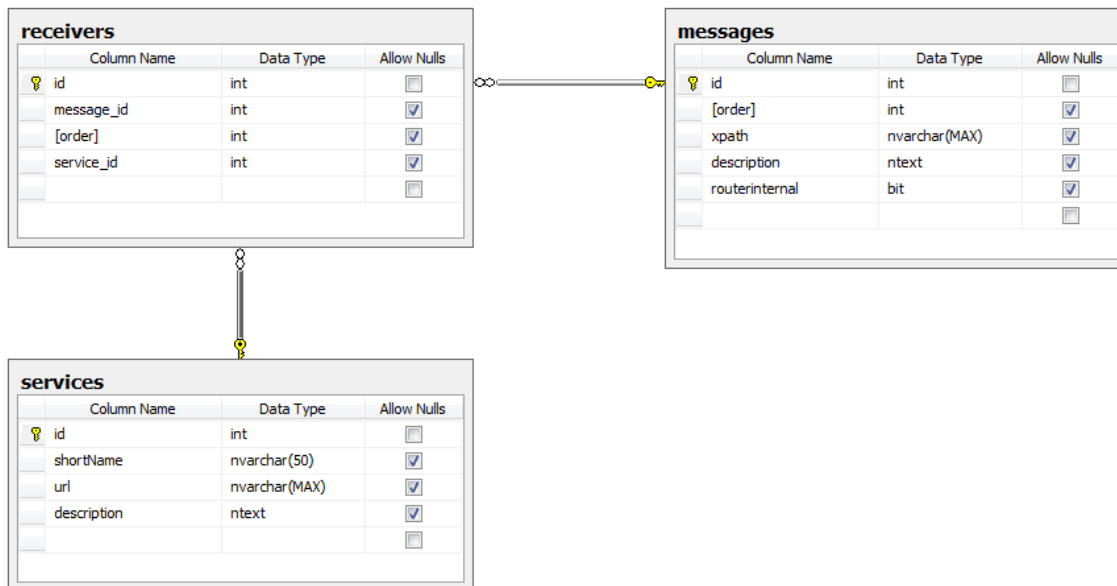 receivers
Column Name Data Type Allow Nulls
id int
message_id int
[order] int
service_id int
messages
Column Name Data Type Allow Nulls
id int
[order] int
xpath nvarchar(MAX)
description ntext
routerinternal bit
services
Column Name Data Type Allow Nulls
id int
shortName nvarchar(50)
url nvarchar(MAX)
description ntext